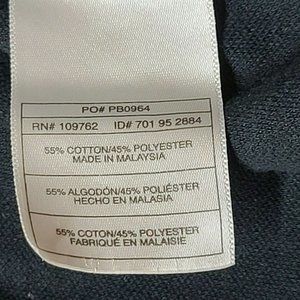 PO# PB0964
RN# 109762 ID# 701 95 2884
55% COTTON/45% POLYESTER
MADE IN MALAYSIA
55% ALGODÓN/45% POLIÉSTER
HECHO EN MALASIA
55% COTON/45% POLYESTER
FABRIQUÉ EN MALAISIE